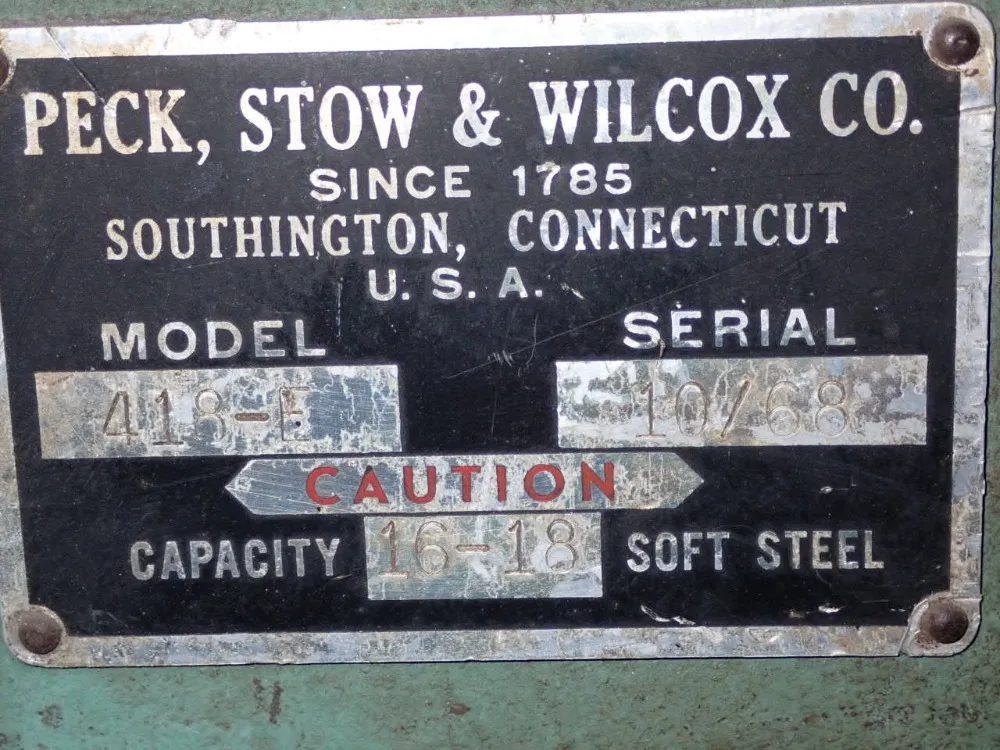 PECK, STOW & WILCOX CO.
SINCE 1785
SOUTHINGTON, CONNECTICUT
U. S. A.
MODEL SERIAL
418-E 10/68
CAUTION
CAPACITY 16-18 SOFT STEEL